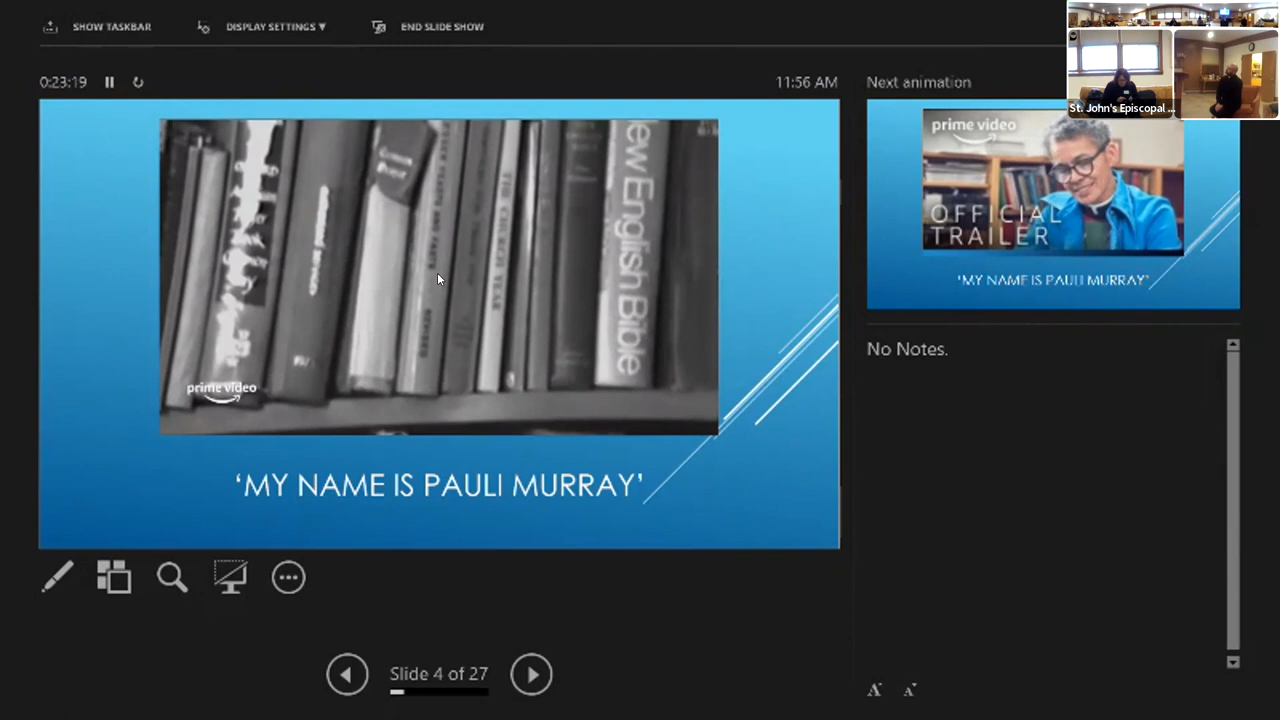 SHOW TASKBAR
DISPLAY SETTINGS ▼
END SLIDE SHOW
0:23:19
11:56 AM
Next animation
St. John's Episcopal ...
THE CHURCH YEAR
New English Bible
prime video
'MY NAME IS PAULI MURRAY'
prime video
OFFICIAL
TRAILER
'MY NAME IS PAULI MURRAY'
No Notes.
Slide 4 of 27
A
A